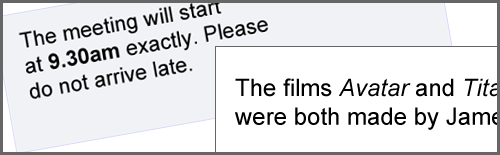 The meeting will start
at 9.30am exactly. Please
do not arrive late.
The films Avatar and
were both made by